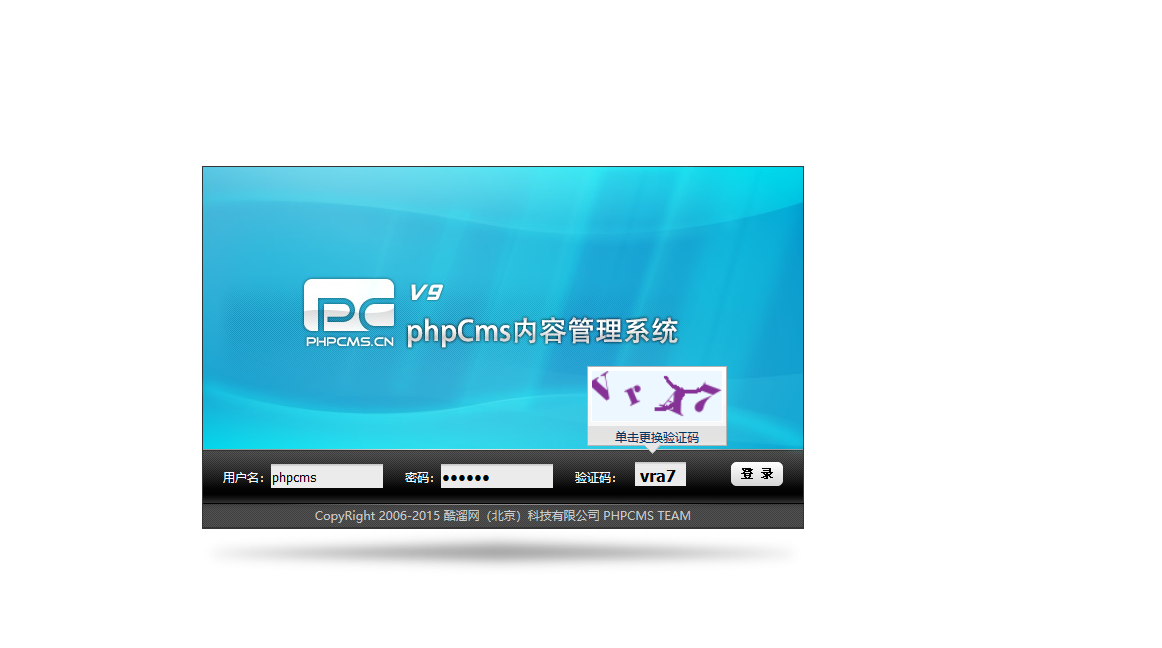 V9
PC
PHPCMS.CN
phpCms内容管理系统
VrA7
单击更换验证码
用户名： phpcms 密码： •••••• 验证码： vra7 登 录
CopyRight 2006-2015 酷溜网（北京）科技有限公司 PHPCMS TEAM